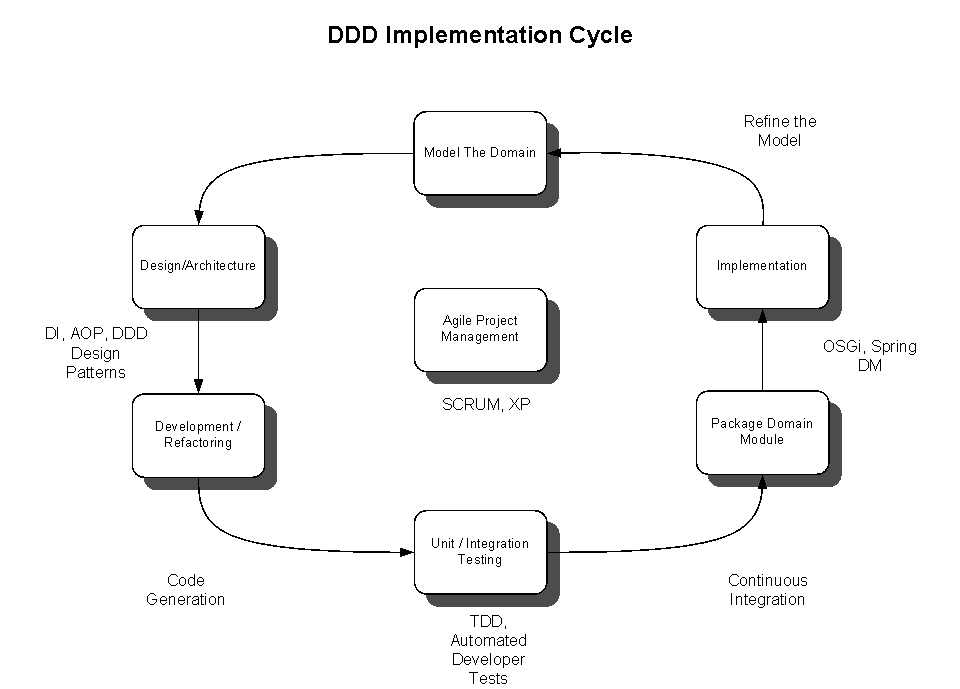 DDD Implementation Cycle
Model The Domain
Refine the
Model
Design/Architecture
Implementation
Agile Project
Management
DI, AOP, DDD
Design
Patterns
OSGi, Spring
DM
SCRUM, XP
Development /
Refactoring
Package Domain
Module
Unit / Integration
Testing
Code
Generation
Continuous
Integration
TDD,
Automated
Developer
Tests